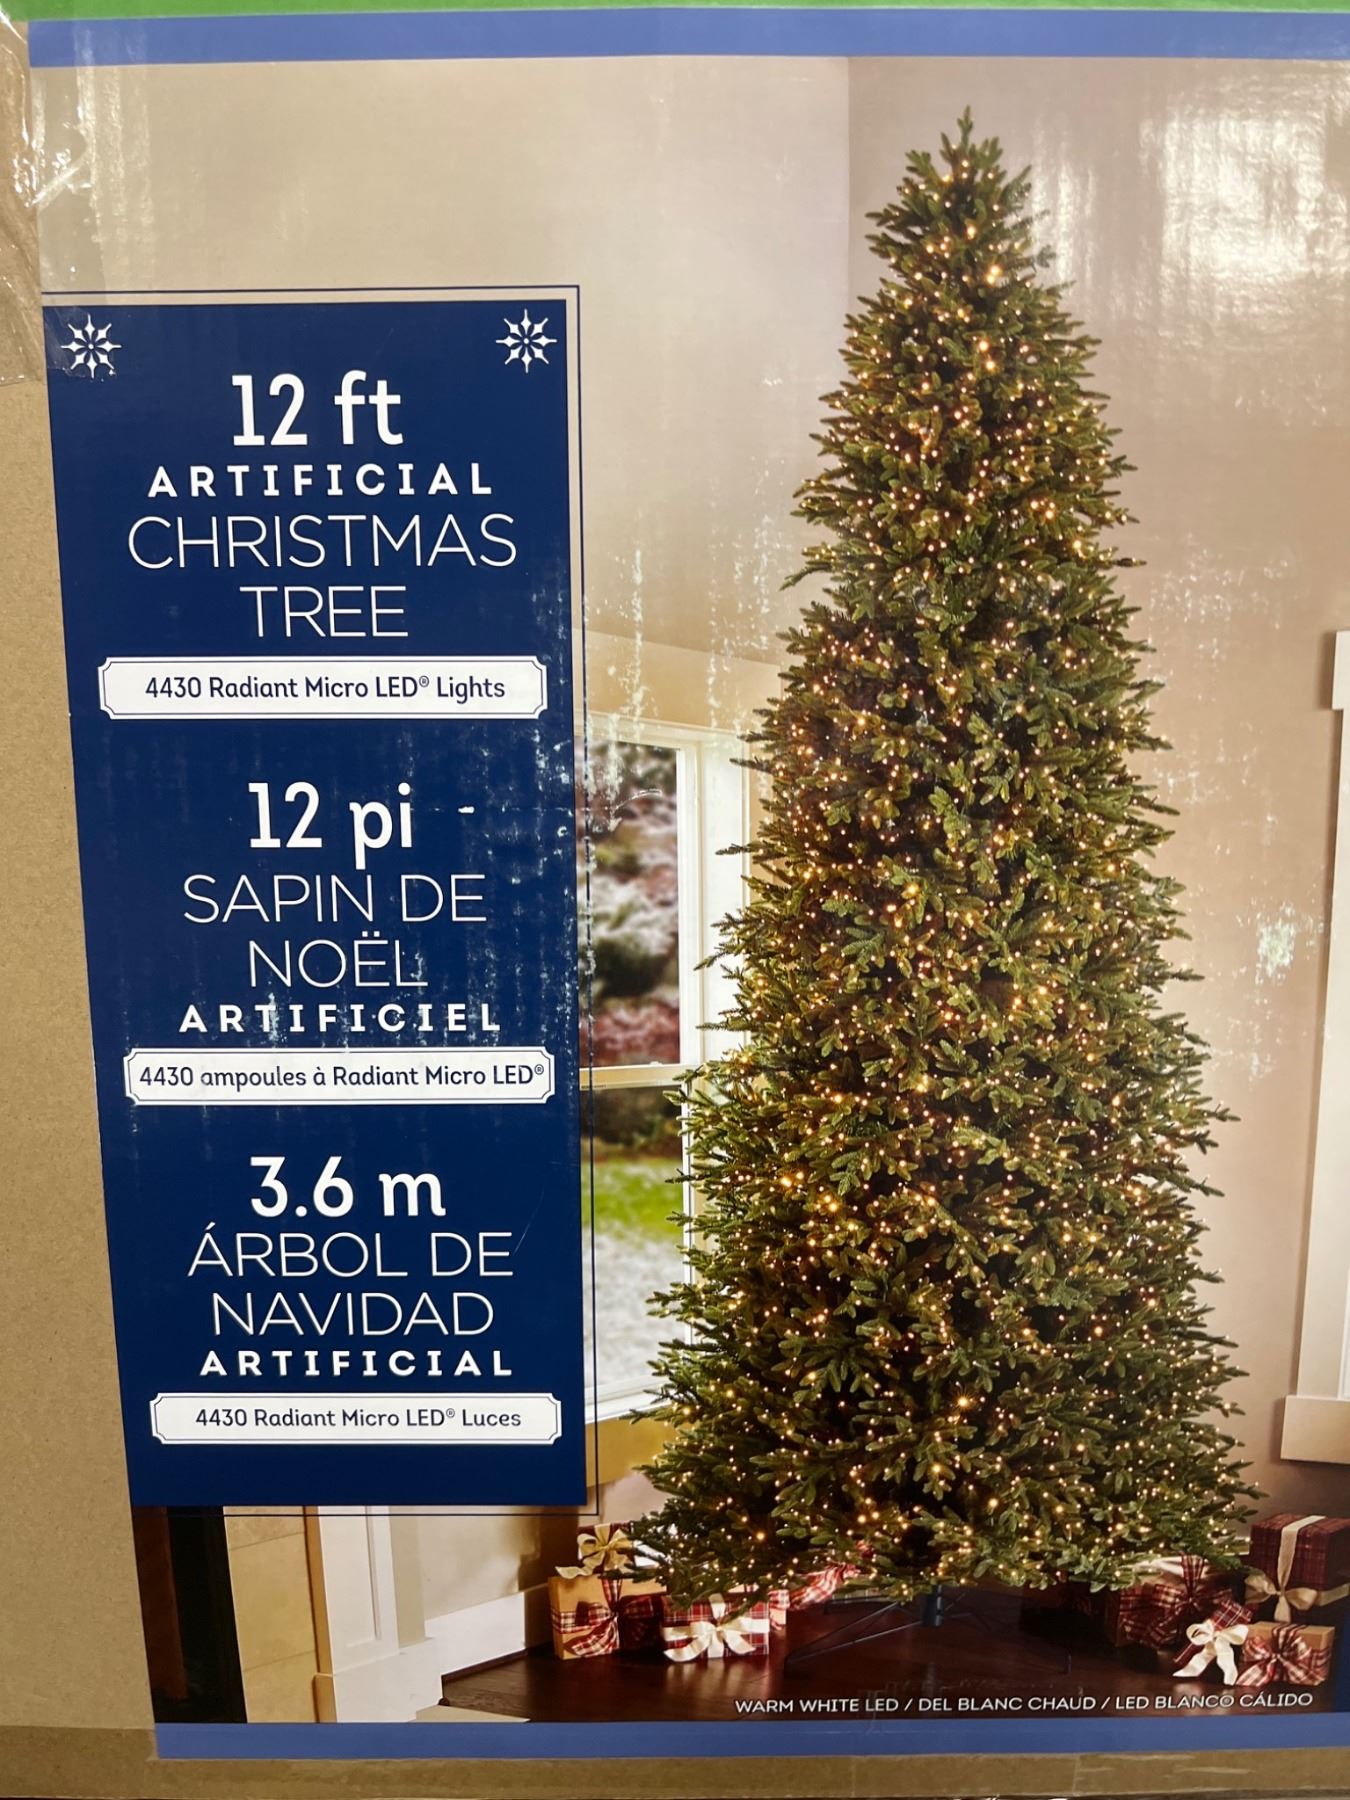 12 ft
ARTIFICIAL
CHRISTMAS
TREE
4430 Radiant Micro LED® Lights
12 pi
SAPIN DE
NOËL
ARTIFICIEL
4430 ampoules à Radiant Micro LED®
3.6 m
ÁRBOL DE
NAVIDAD
ARTIFICIAL
4430 Radiant Micro LED® Luces
WARM WHITE LED / DEL BLANC CHAUD / LED BLANCO CÁLIDO